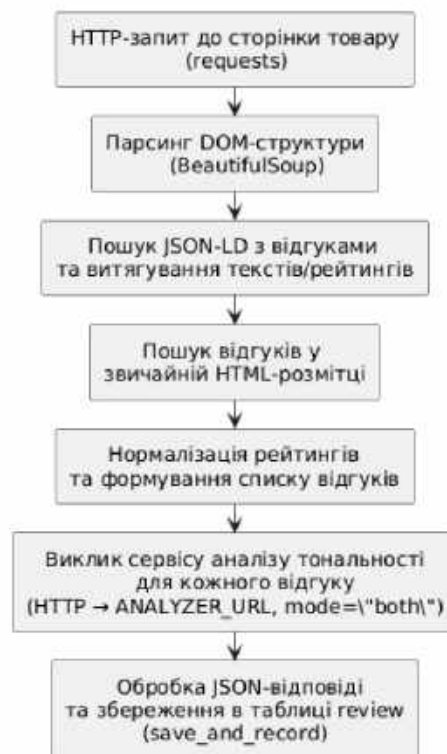 HTTP-запит до сторінки товару
(requests)
Парсинг DOM-структури
(BeautifulSoup)
Пошук JSON-LD з відгуками
та витягування текстів/рейтингів
Пошук відгуків у
звичайній HTML-розмітці
Нормалізація рейтингів
та формування списку відгуків
Виклик сервісу аналізу тональності
для кожного відгуку
(HTTP → ANALYZER_URL, mode=\"both\")
Обробка JSON-відповіді
та збереження в таблиці review
(save_and_record)